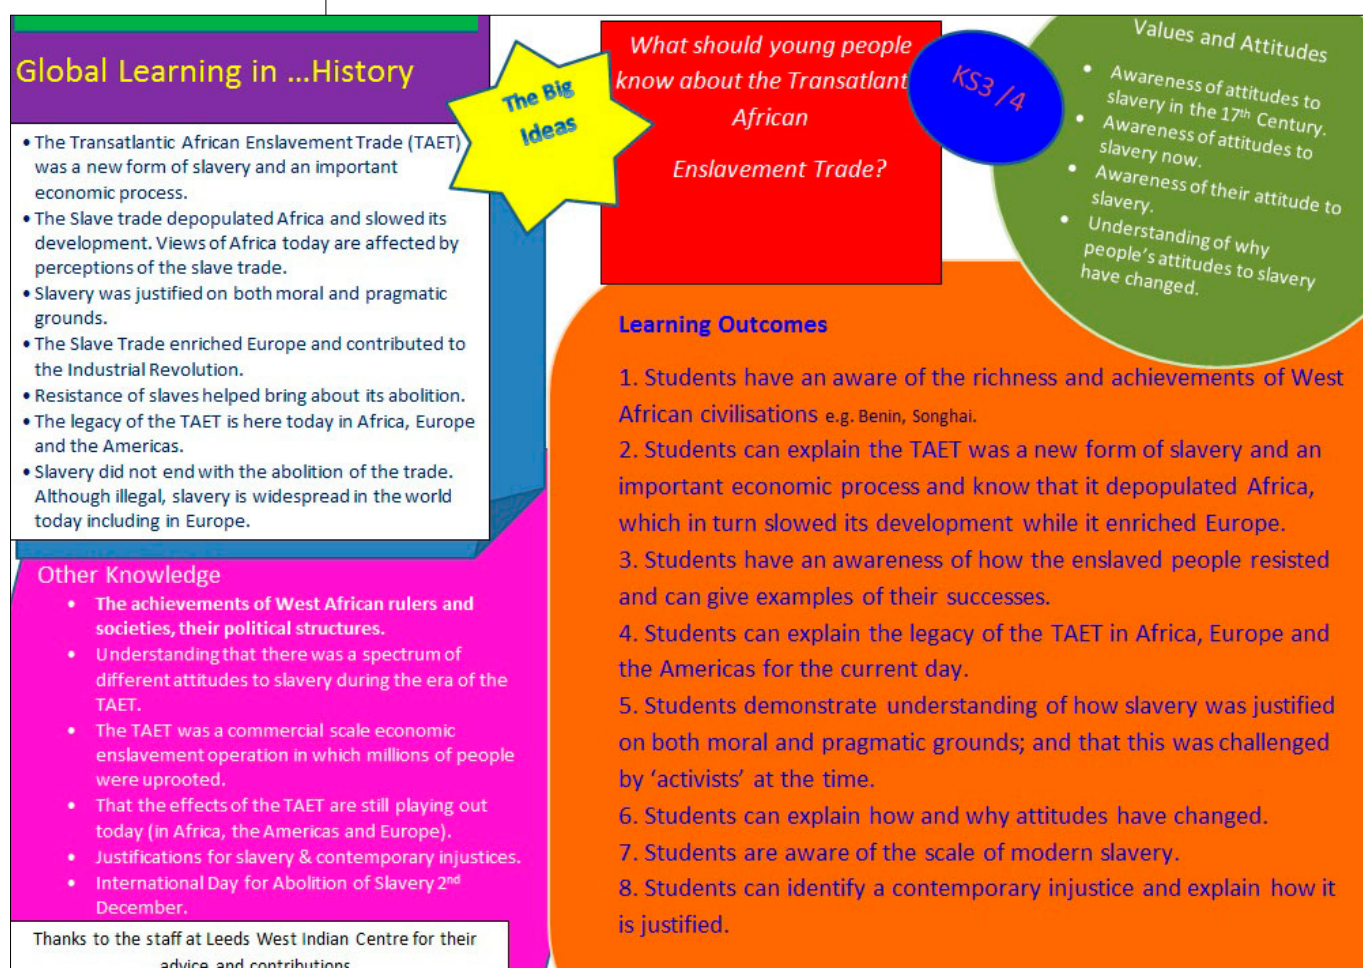 Global Learning in ...History
The Big
Ideas
• The Transatlantic African Enslavement Trade (TAET)
was a new form of slavery and an important
economic process.
• The Slave trade depopulated Africa and slowed its
development. Views of Africa today are affected by
perceptions of the slave trade.
• Slavery was justified on both moral and pragmatic
grounds.
• The Slave Trade enriched Europe and contributed to
the Industrial Revolution.
• Resistance of slaves helped bring about its abolition.
• The legacy of the TAET is here today in Africa, Europe
and the Americas.
• Slavery did not end with the abolition of the trade.
Although illegal, slavery is widespread in the world
today including in Europe.
What should young people
know about the Transatlant
African
Enslavement Trade?
KS3 /4
Values and Attitudes
• Awareness of attitudes to
slavery in the 17th Century.
• Awareness of attitudes to
slavery now.
• Awareness of their attitude to
slavery.
• Understanding of why
people's attitudes to slavery
have changed.
Other Knowledge
• The achievements of West African rulers and
societies, their political structures.
• Understanding that there was a spectrum of
different attitudes to slavery during the era of the
TAET.
• The TAET was a commercial scale economic
enslavement operation in which millions of people
were uprooted.
• That the effects of the TAET are still playing out
today (in Africa, the Americas and Europe).
• Justifications for slavery & contemporary injustices.
• International Day for Abolition of Slavery 2nd
December.
Thanks to the staff at Leeds West Indian Centre for their
advice and contributions
Learning Outcomes
1. Students have an aware of the richness and achievements of West
African civilisations e.g. Benin, Songhai.
2. Students can explain the TAET was a new form of slavery and an
important economic process and know that it depopulated Africa,
which in turn slowed its development while it enriched Europe.
3. Students have an awareness of how the enslaved people resisted
and can give examples of their successes.
4. Students can explain the legacy of the TAET in Africa, Europe and
the Americas for the current day.
5. Students demonstrate understanding of how slavery was justified
on both moral and pragmatic grounds; and that this was challenged
by ‘activists’ at the time.
6. Students can explain how and why attitudes have changed.
7. Students are aware of the scale of modern slavery.
8. Students can identify a contemporary injustice and explain how it
is justified.